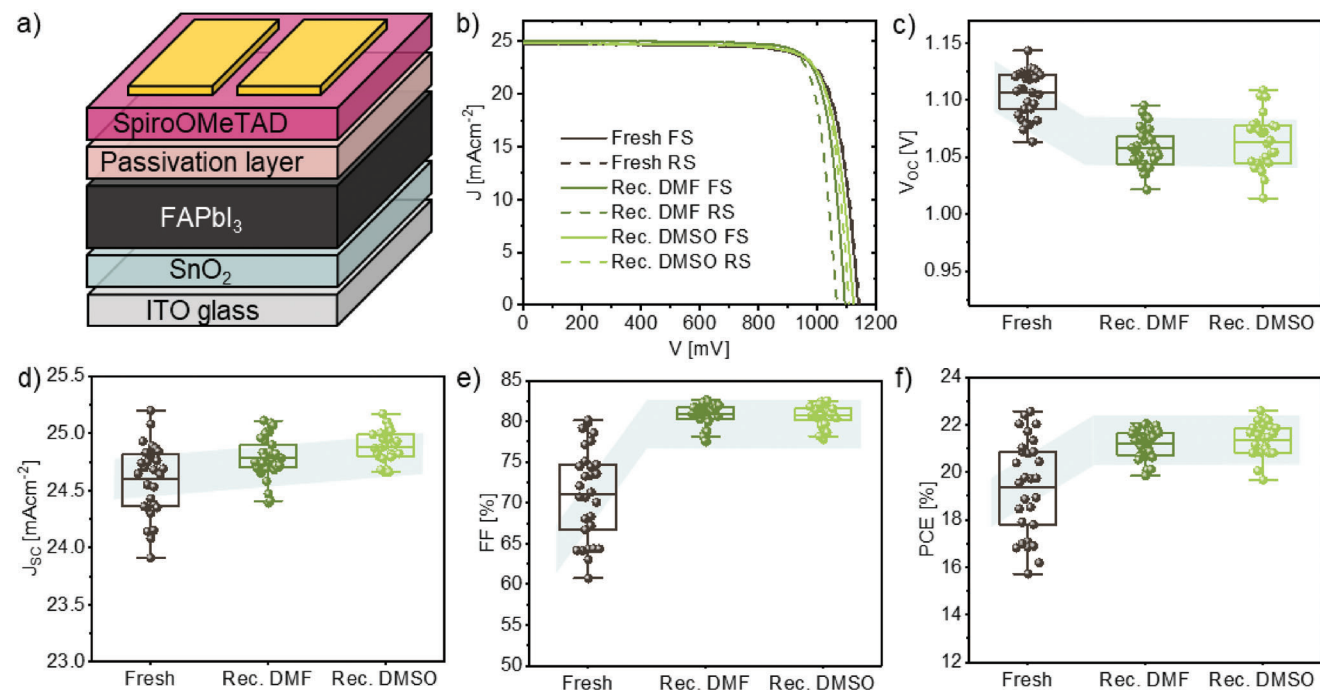 a)
SpiroOMeTAD
Passivation layer
FAPbI₃
SnO₂
ITO glass
b)
25
20
15
10
5
0
J [mAcm⁻²]
Fresh FS
Fresh RS
Rec. DMF FS
Rec. DMF RS
Rec. DMSO FS
Rec. DMSO RS
0 200 400 600 800 1000 1200
V [mV]
c)
1.15
1.10
1.05
1.00
0.95
V_OC [V]
Fresh Rec. DMF Rec. DMSO
d)
25.5
25.0
24.5
24.0
23.5
23.0
J_SC [mAcm⁻²]
Fresh Rec. DMF Rec. DMSO
e)
85
80
75
70
65
60
55
50
FF [%]
Fresh Rec. DMF Rec. DMSO
f)
24
22
20
18
16
14
12
PCE [%]
Fresh Rec. DMF Rec. DMSO